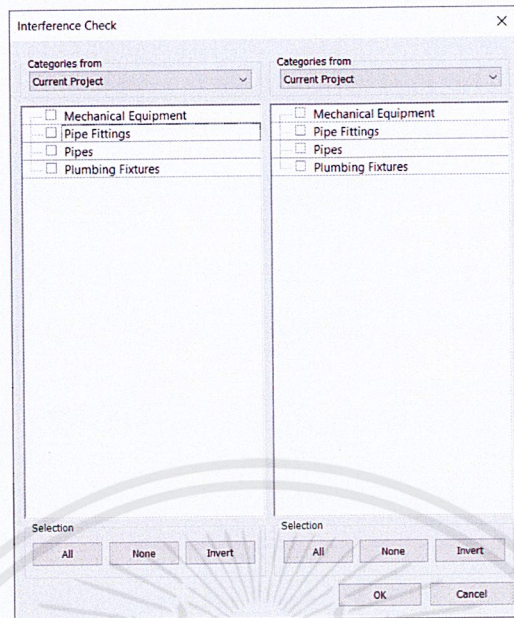 Interference Check
Categories from
Current Project
Mechanical Equipment
Pipe Fittings
Pipes
Plumbing Fixtures
Selection
All None Invert
Categories from
Current Project
Mechanical Equipment
Pipe Fittings
Pipes
Plumbing Fixtures
Selection
All None Invert
OK Cancel